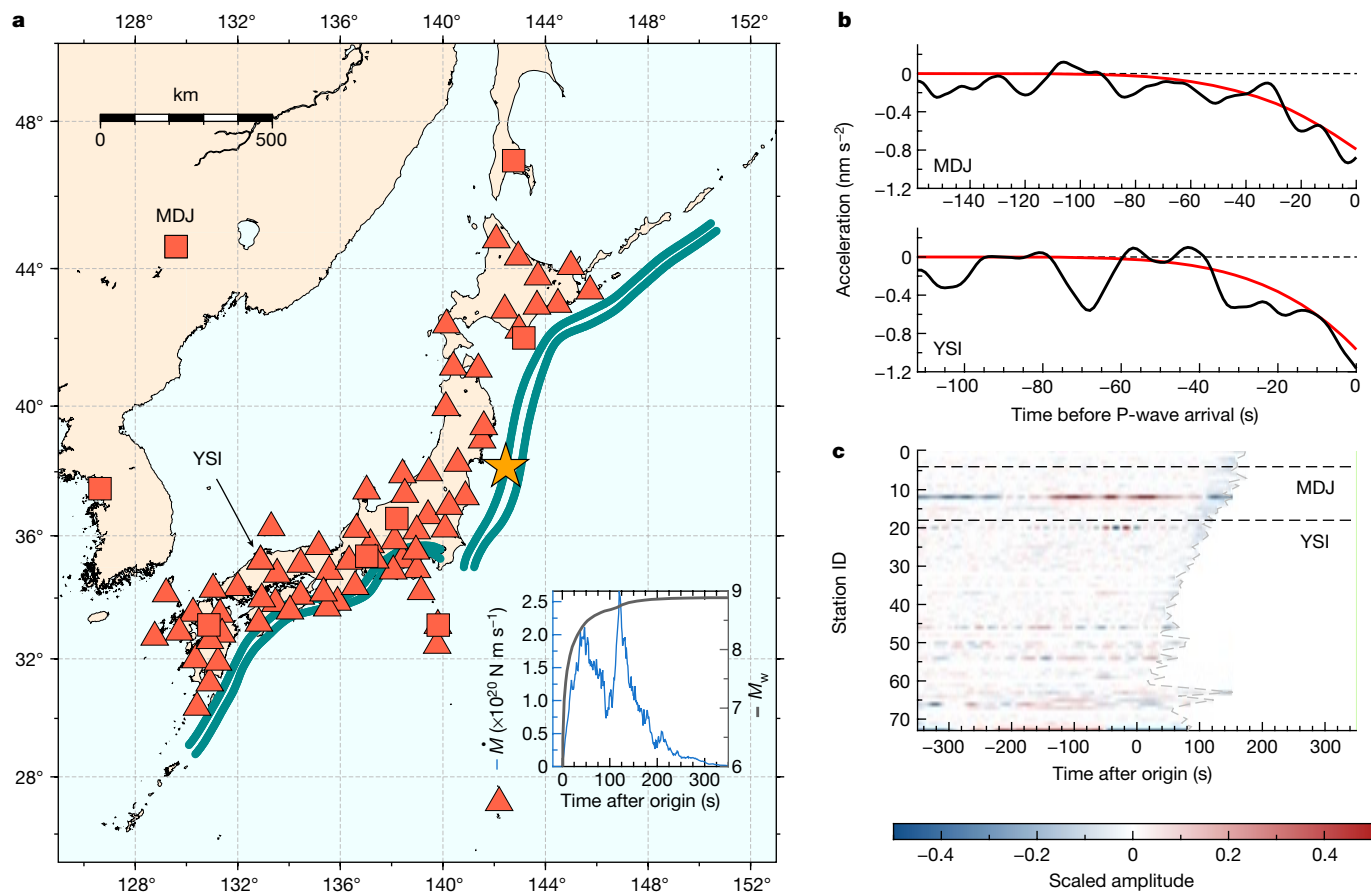 a
128° 132° 136° 140° 144° 148° 152°
km
0 500
48°
44°
40°
36°
32°
28°
MDJ
YSI
2.5
2.0
1.5
1.0
0.5
0
9
8
7
6
– Ṁ (×10²⁰ N m s⁻¹)
– Mw
0 100 200 300
Time after origin (s)
128° 132° 136° 140° 144° 148° 152°
b
0
−0.4
−0.8
−1.2
MDJ
−140 −120 −100 −80 −60 −40 −20 0
Acceleration (nm s⁻²)
0
−0.4
−0.8
−1.2
YSI
−100 −80 −60 −40 −20 0
Time before P-wave arrival (s)
c
0
10
20
30
40
50
60
70
Station ID
MDJ
YSI
−300 −200 −100 0 100 200 300
Time after origin (s)
−0.4 −0.2 0 0.2 0.4
Scaled amplitude